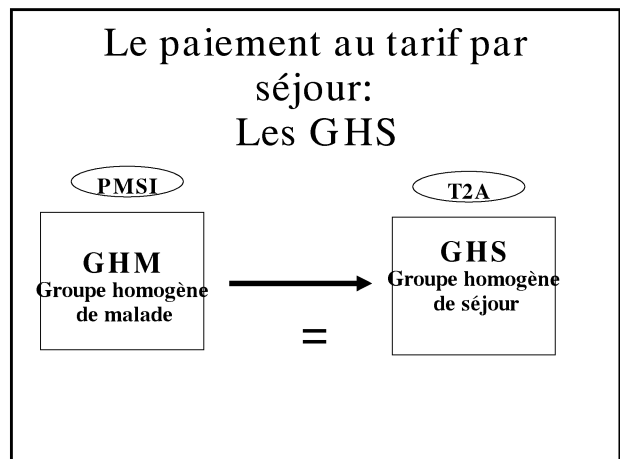 Le paiement au tarif par
séjour:
Les GHS
PMSI
T2A
GHM
Groupe homogène
de malade
GHS
Groupe homogène
de séjour
=